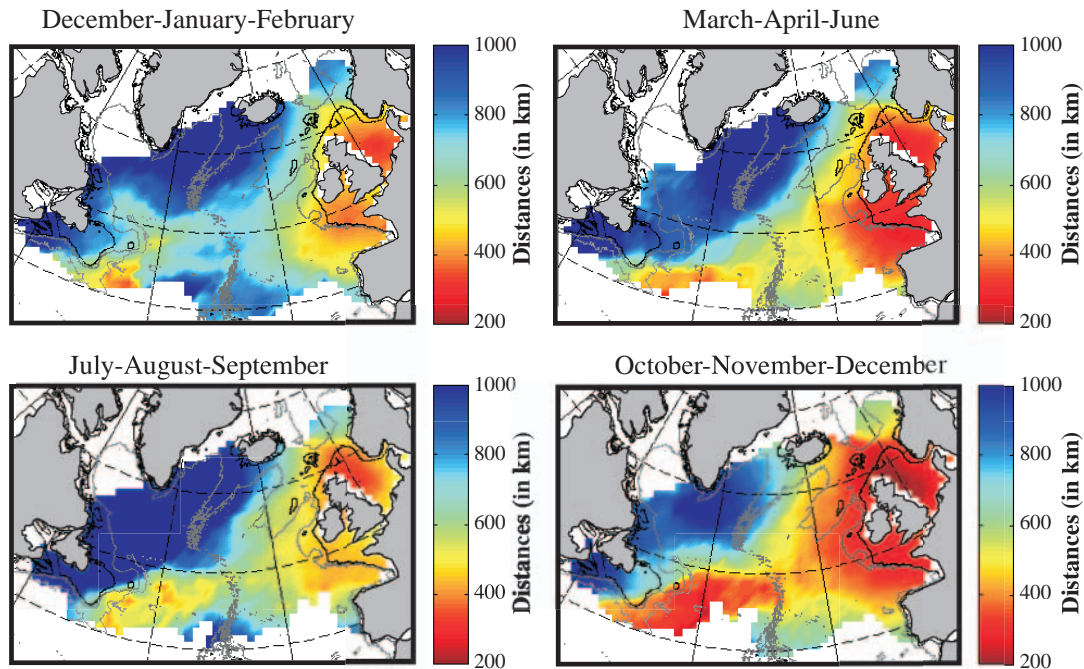 December-January-February
March-April-June
1000
800
600
400
200
Distances (in km)
1000
800
600
400
200
Distances (in km)
July-August-September
October-November-December
1000
800
600
400
200
Distances (in km)
1000
800
600
400
200
Distances (in km)